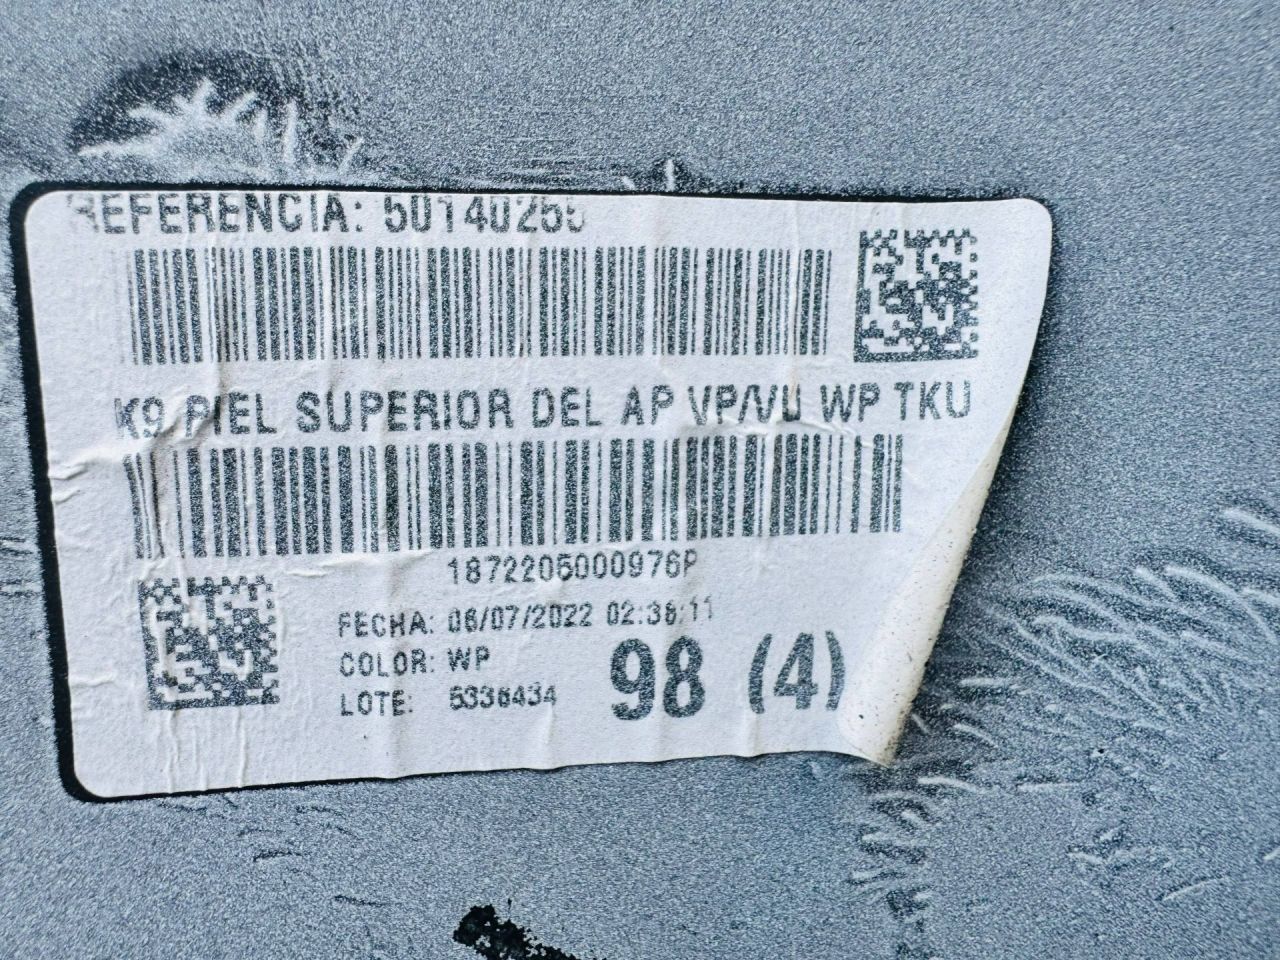 REFERENCIA: 50140255
K9 PIEL SUPERIOR DEL AP VP/VU WP TKU
1872205000976P
FECHA: 06/07/2022 02:36:11
COLOR: WP
98 (4)
LOTE: 5336434